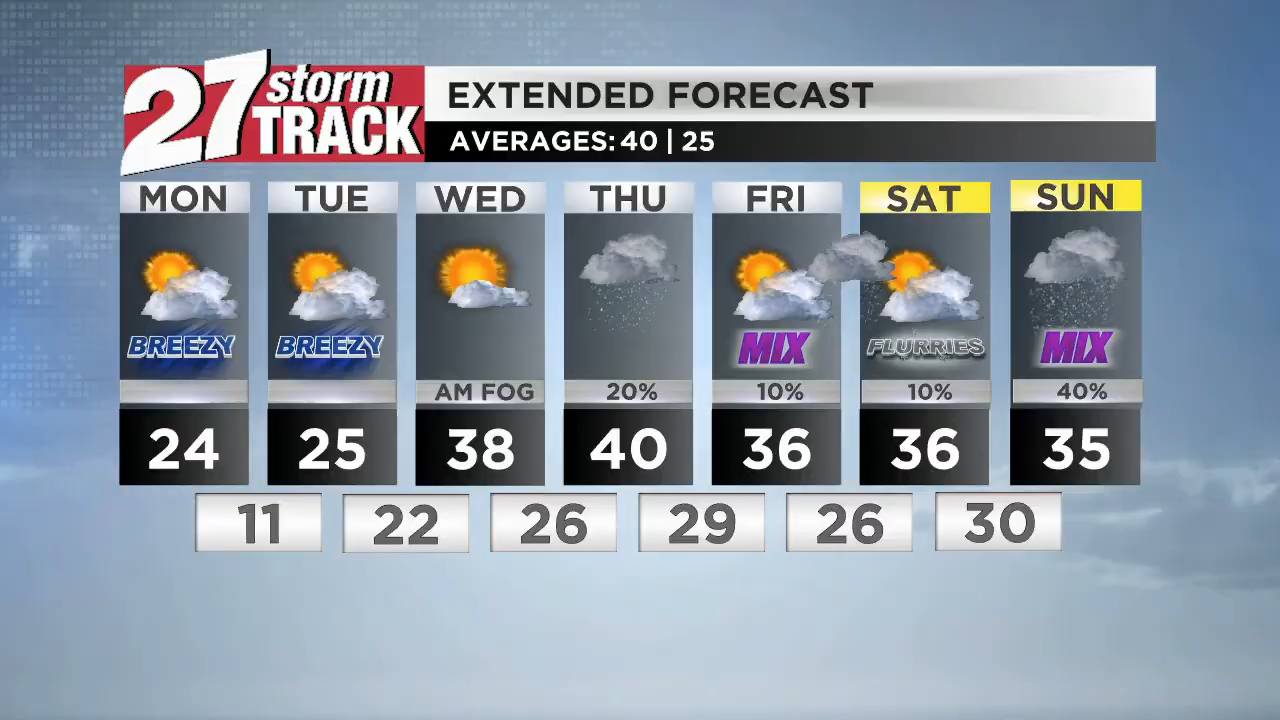 27 storm TRACK
EXTENDED FORECAST
AVERAGES: 40 | 25
MON TUE WED THU FRI SAT SUN
BREEZY BREEZY MIX FLURRIES MIX
AM FOG 20% 10% 10% 40%
24 25 38 40 36 36 35
11 22 26 29 26 30